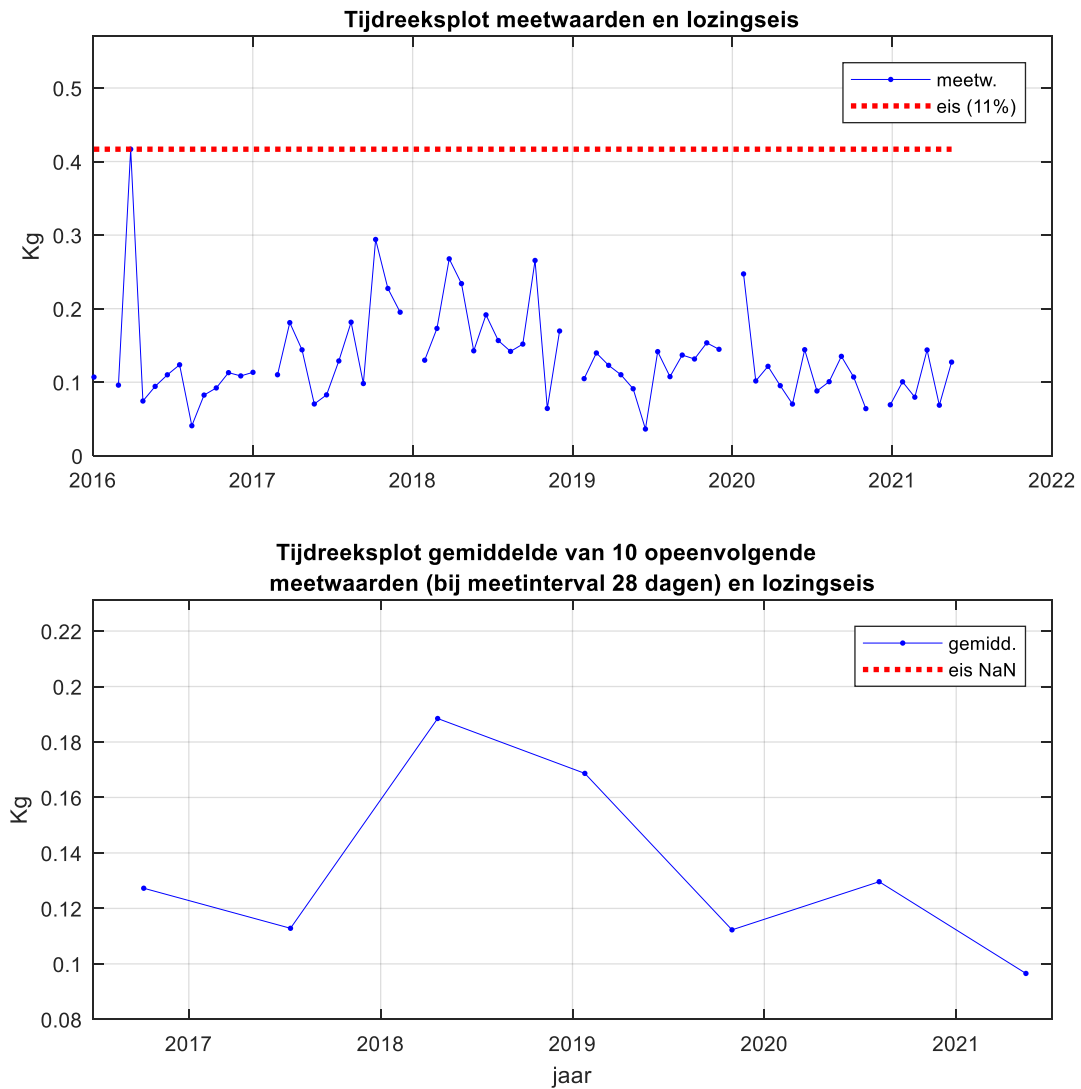 Tijdreeksplot meetwaarden en lozingseis
0.5
0.4
0.3
0.2
0.1
0
Kg
meetw.
eis (11%)
2016 2017 2018 2019 2020 2021 2022
Tijdreeksplot gemiddelde van 10 opeenvolgende
meetwaarden (bij meetinterval 28 dagen) en lozingseis
0.22
0.2
0.18
0.16
0.14
0.12
0.1
0.08
Kg
gemidd.
eis NaN
2017 2018 2019 2020 2021
jaar